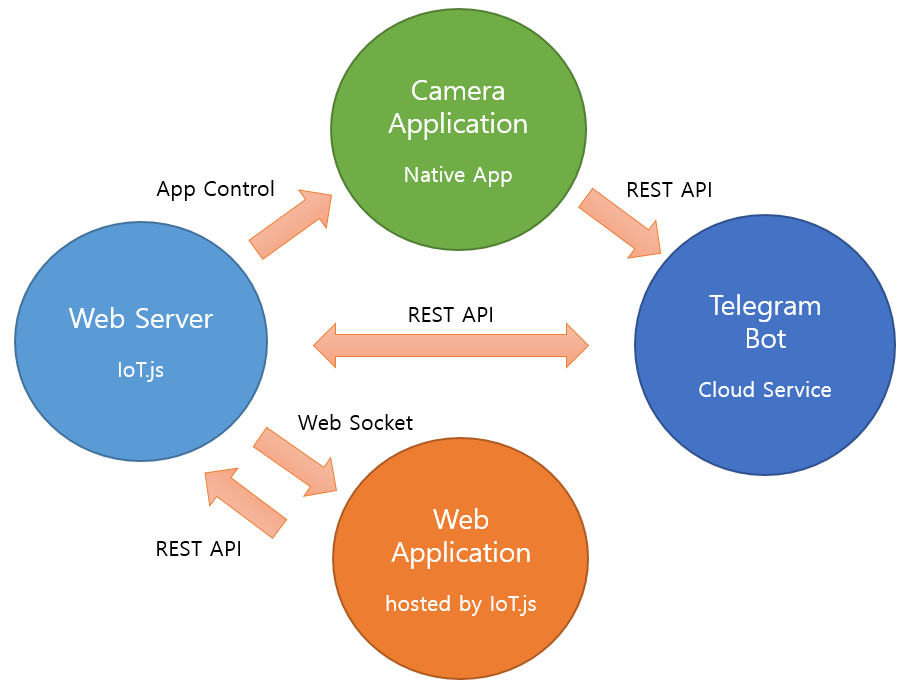 Camera
Application
Native App
App Control
REST API
Web Server
IoT.js
REST API
Telegram
Bot
Cloud Service
Web Socket
REST API
Web
Application
hosted by IoT.js